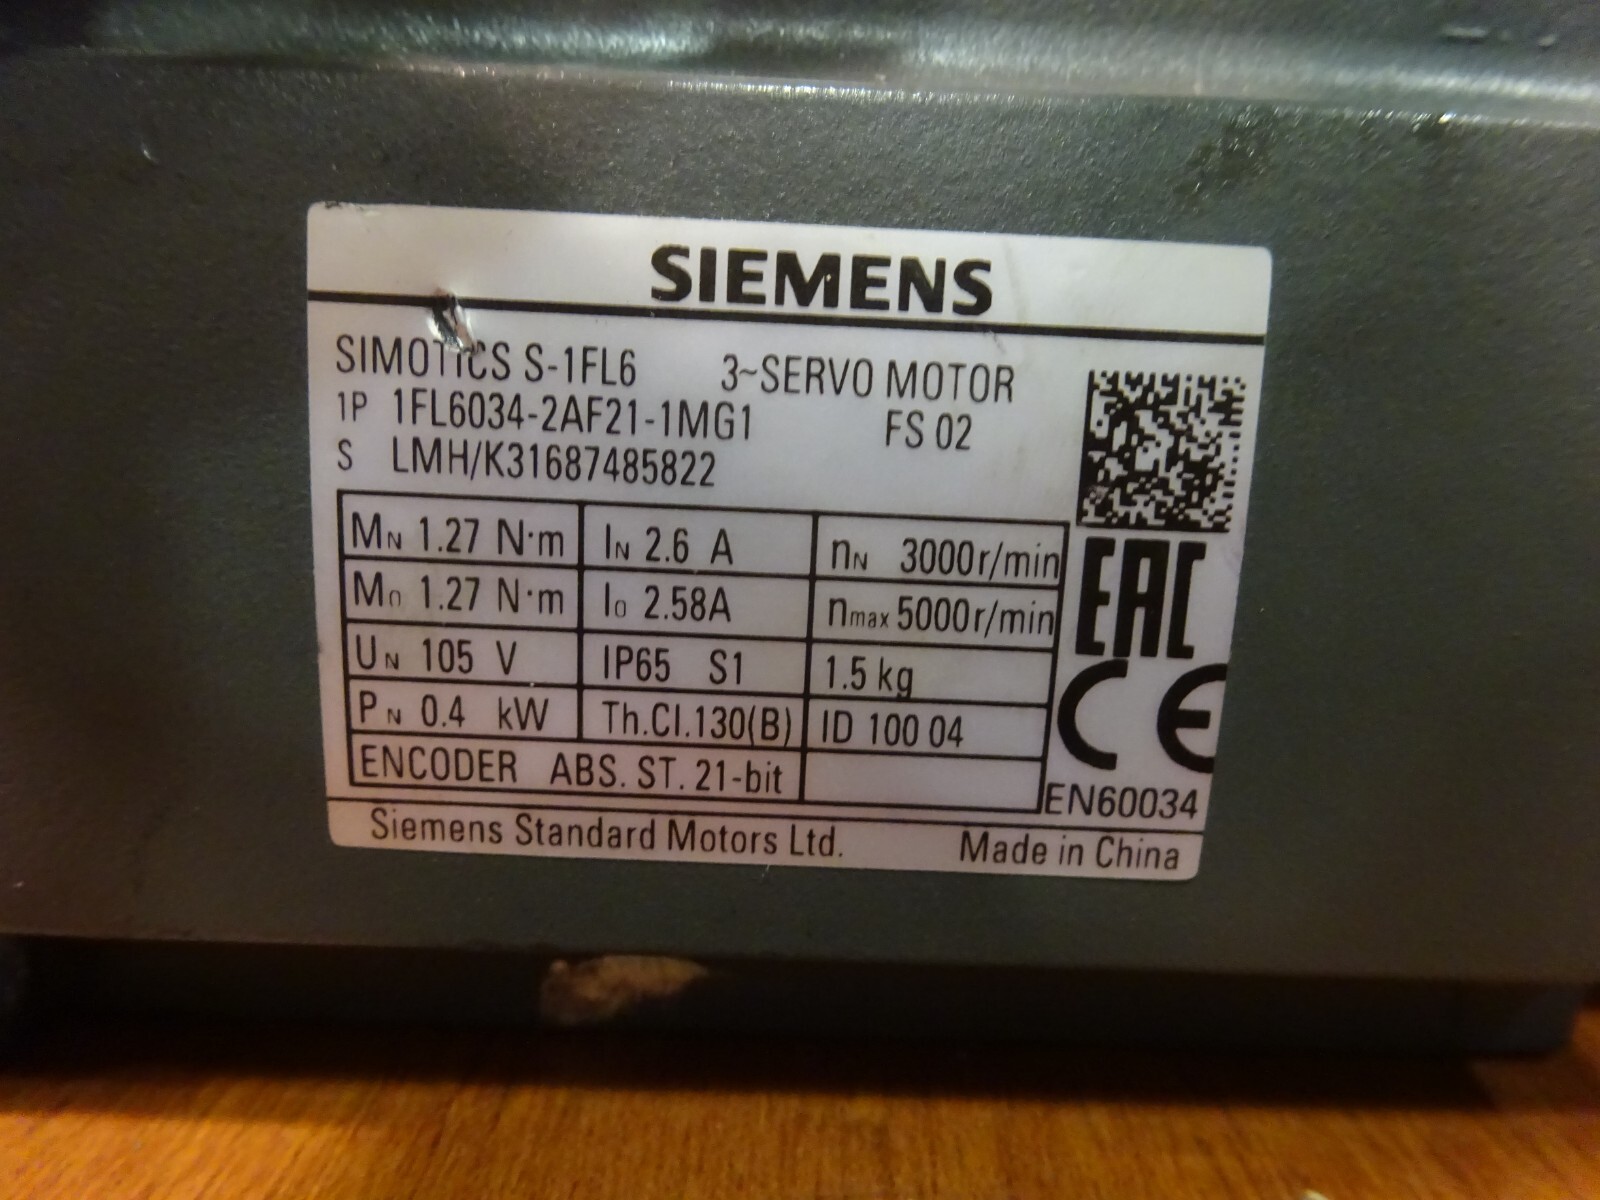 SIEMENS
SIMOTICS S-1FL6 3~SERVO MOTOR
1P 1FL6034-2AF21-1MG1 FS 02
S LMH/K31687485822
MN 1.27 N·m IN 2.6 A nN 3000r/min
M0 1.27 N·m I0 2.58A nmax 5000r/min
UN 105 V IP65 S1 1.5 kg
PN 0.4 kW Th.Cl.130(B) ID 100 04
ENCODER ABS. ST. 21-bit
EAC
CE
EN60034
Siemens Standard Motors Ltd. Made in China